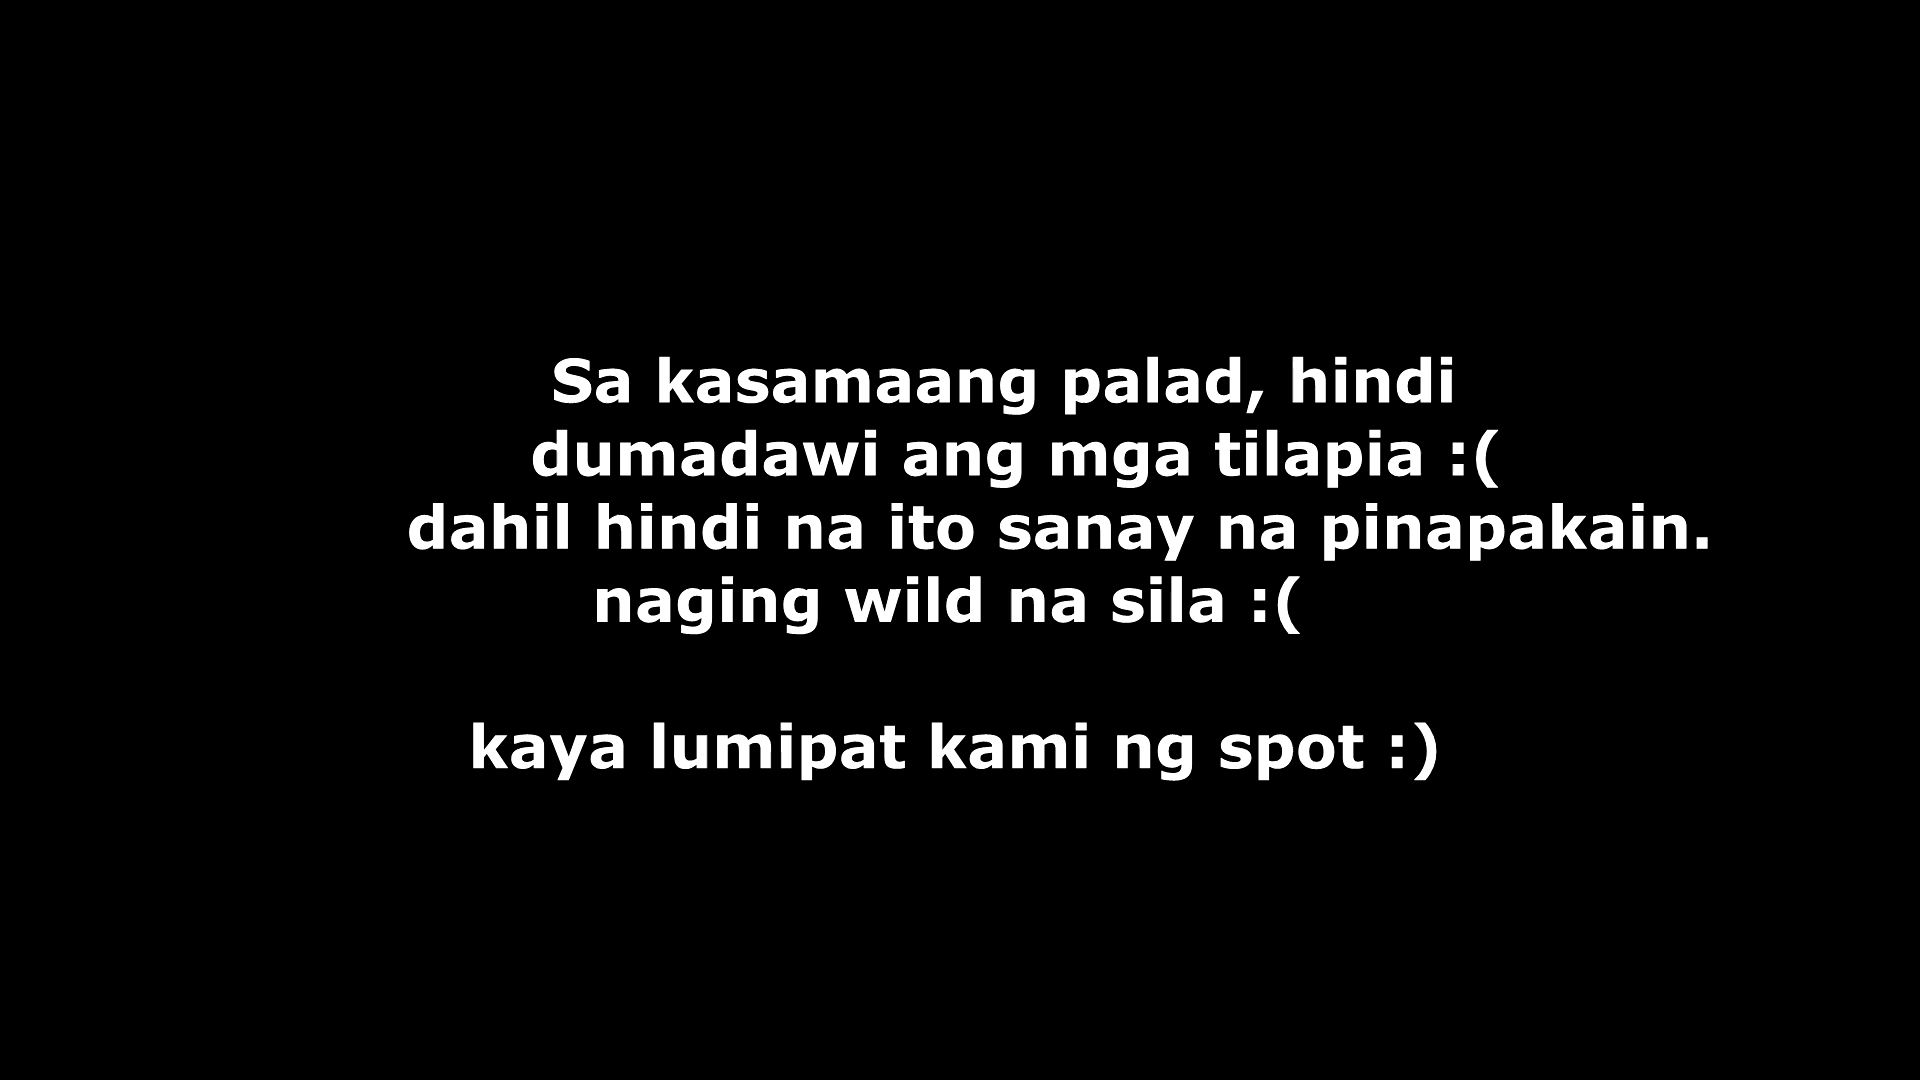 Sa kasamaang palad, hindi
dumadawi ang mga tilapia :(
dahil hindi na ito sanay na pinapakain.
naging wild na sila :(
kaya lumipat kami ng spot :)